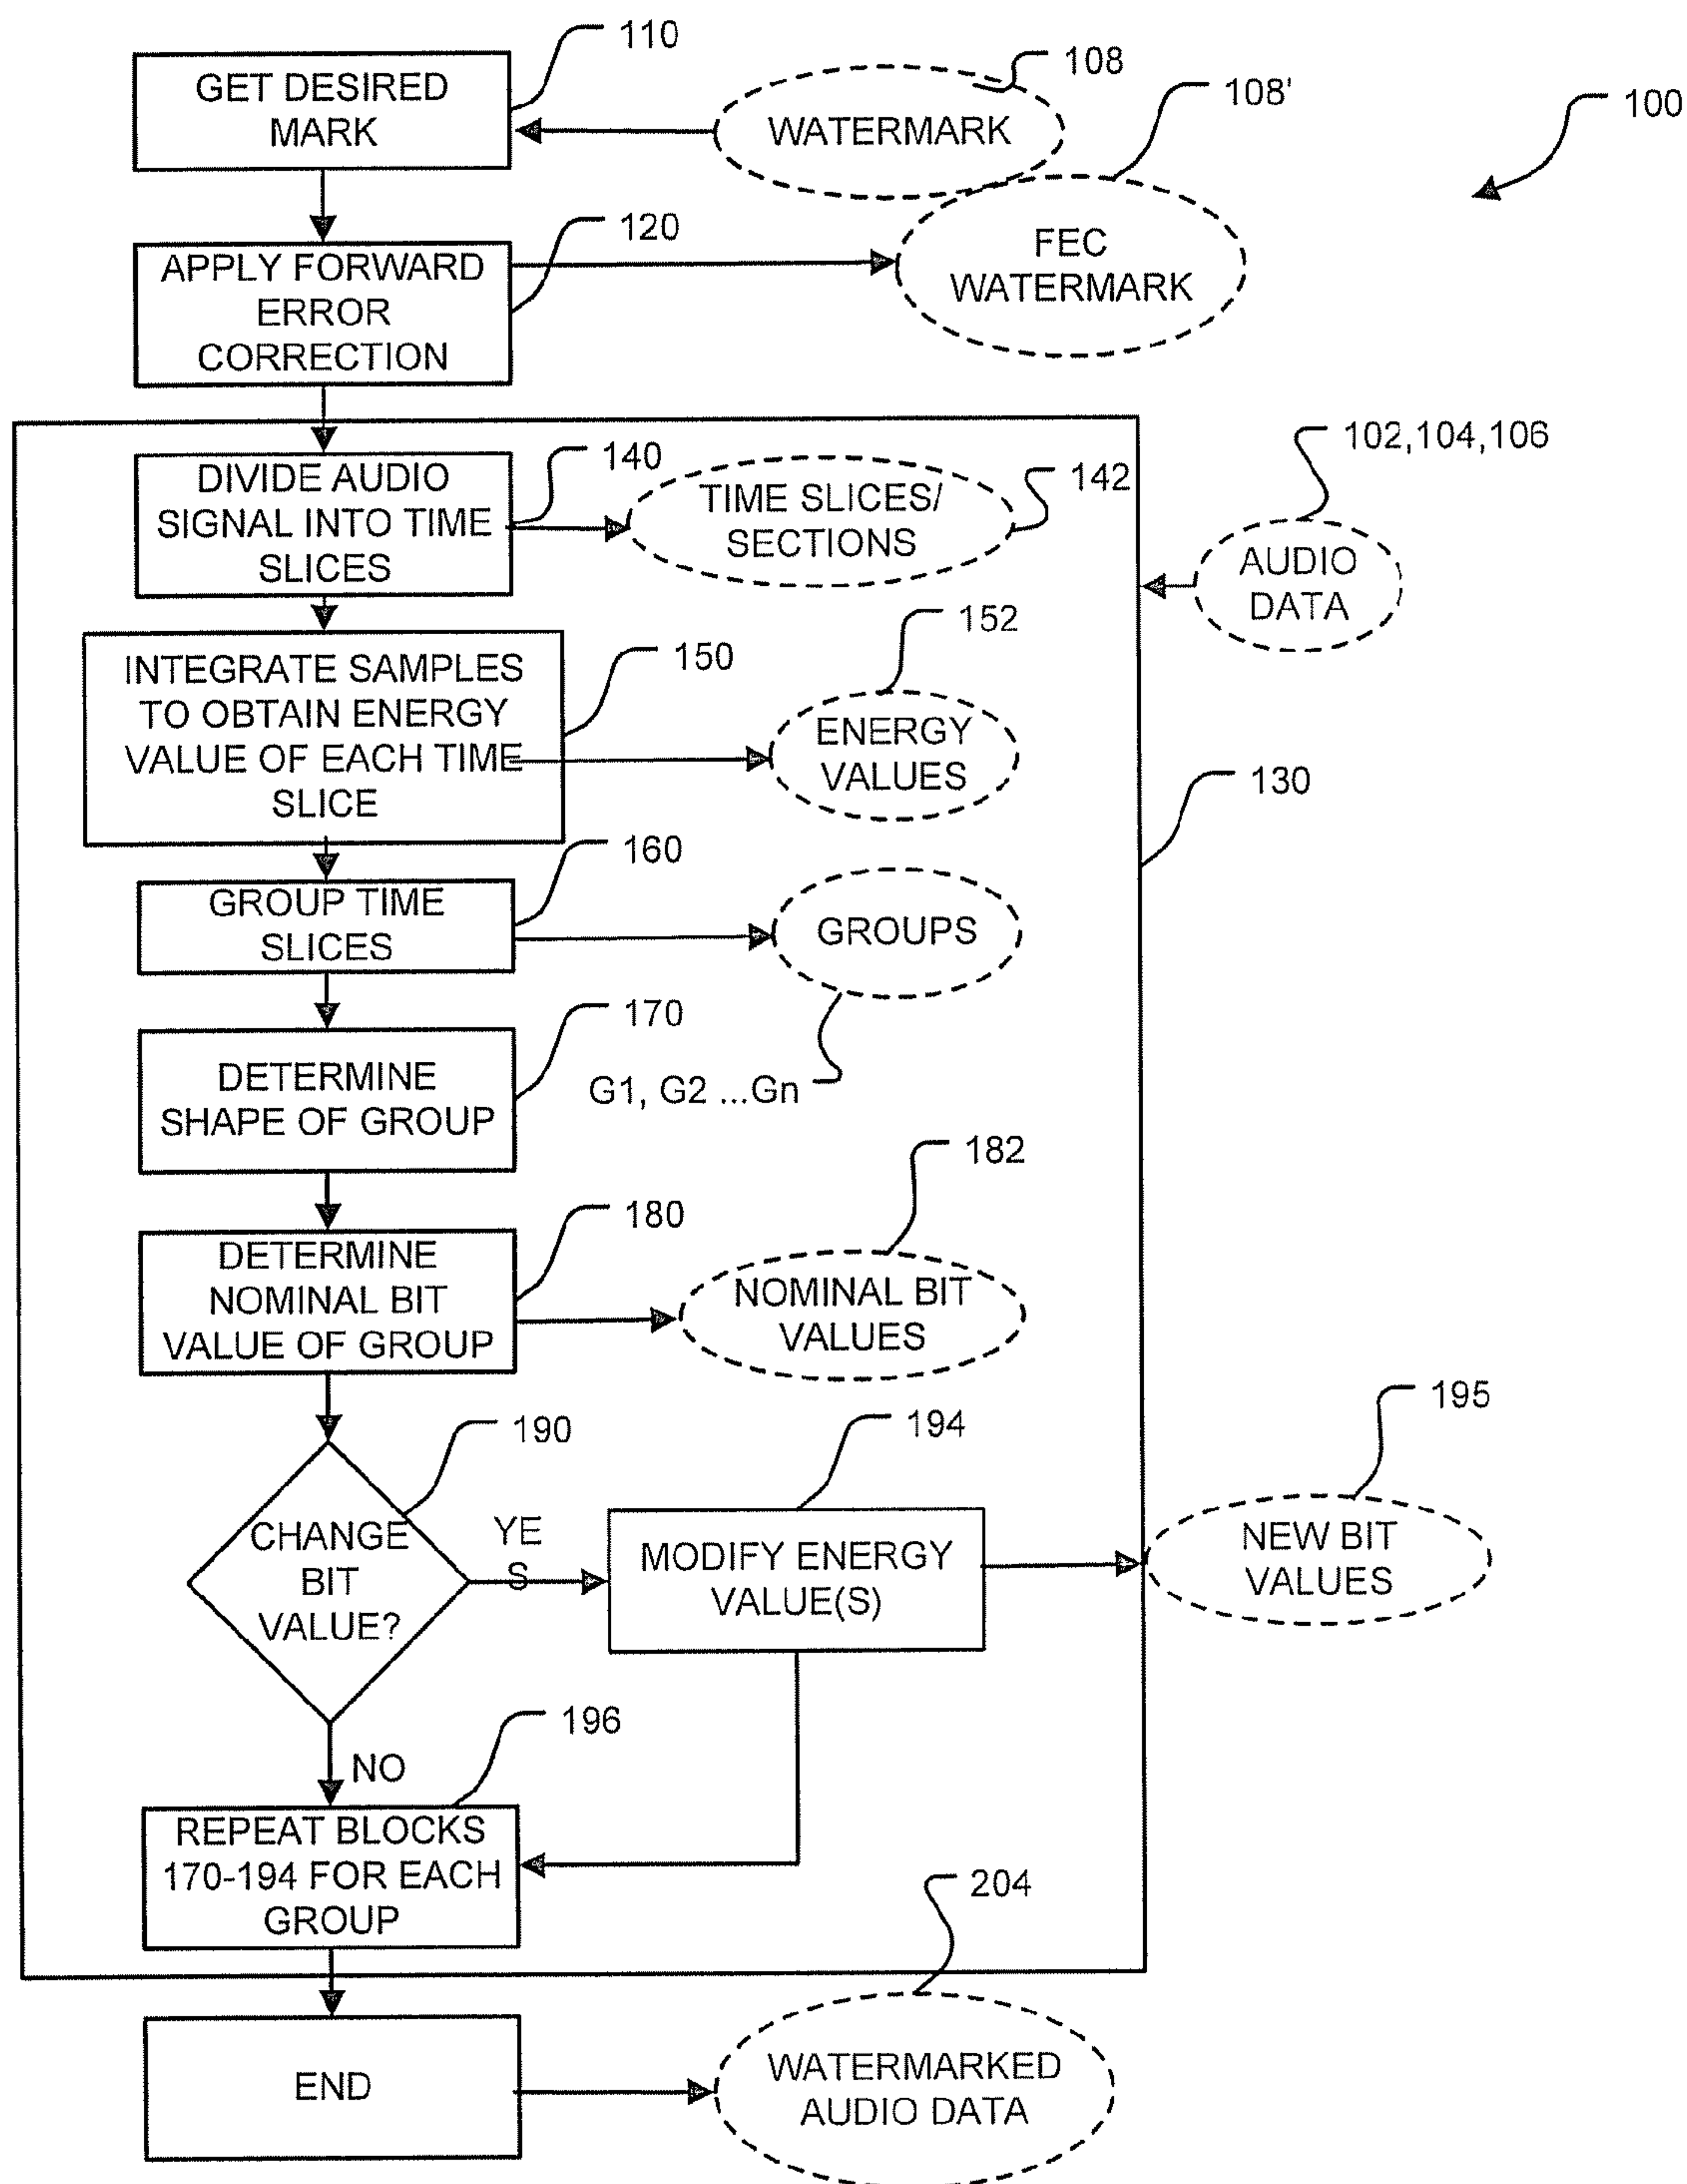 110
GET DESIRED
MARK
108
WATERMARK
108'
100
120
APPLY FORWARD
ERROR
CORRECTION
FEC
WATERMARK
102,104,106
AUDIO
DATA
140
DIVIDE AUDIO
SIGNAL INTO TIME
SLICES
TIME SLICES/
SECTIONS
142
150
INTEGRATE SAMPLES
TO OBTAIN ENERGY
VALUE OF EACH TIME
SLICE
152
ENERGY
VALUES
130
160
GROUP TIME
SLICES
GROUPS
G1, G2 ...Gn
170
DETERMINE
SHAPE OF GROUP
180
DETERMINE
NOMINAL BIT
VALUE OF GROUP
182
NOMINAL BIT
VALUES
190
CHANGE
BIT
VALUE?
YE
S
194
MODIFY ENERGY
VALUE(S)
195
NEW BIT
VALUES
NO
196
REPEAT BLOCKS
170-194 FOR EACH
GROUP
204
END
WATERMARKED
AUDIO DATA